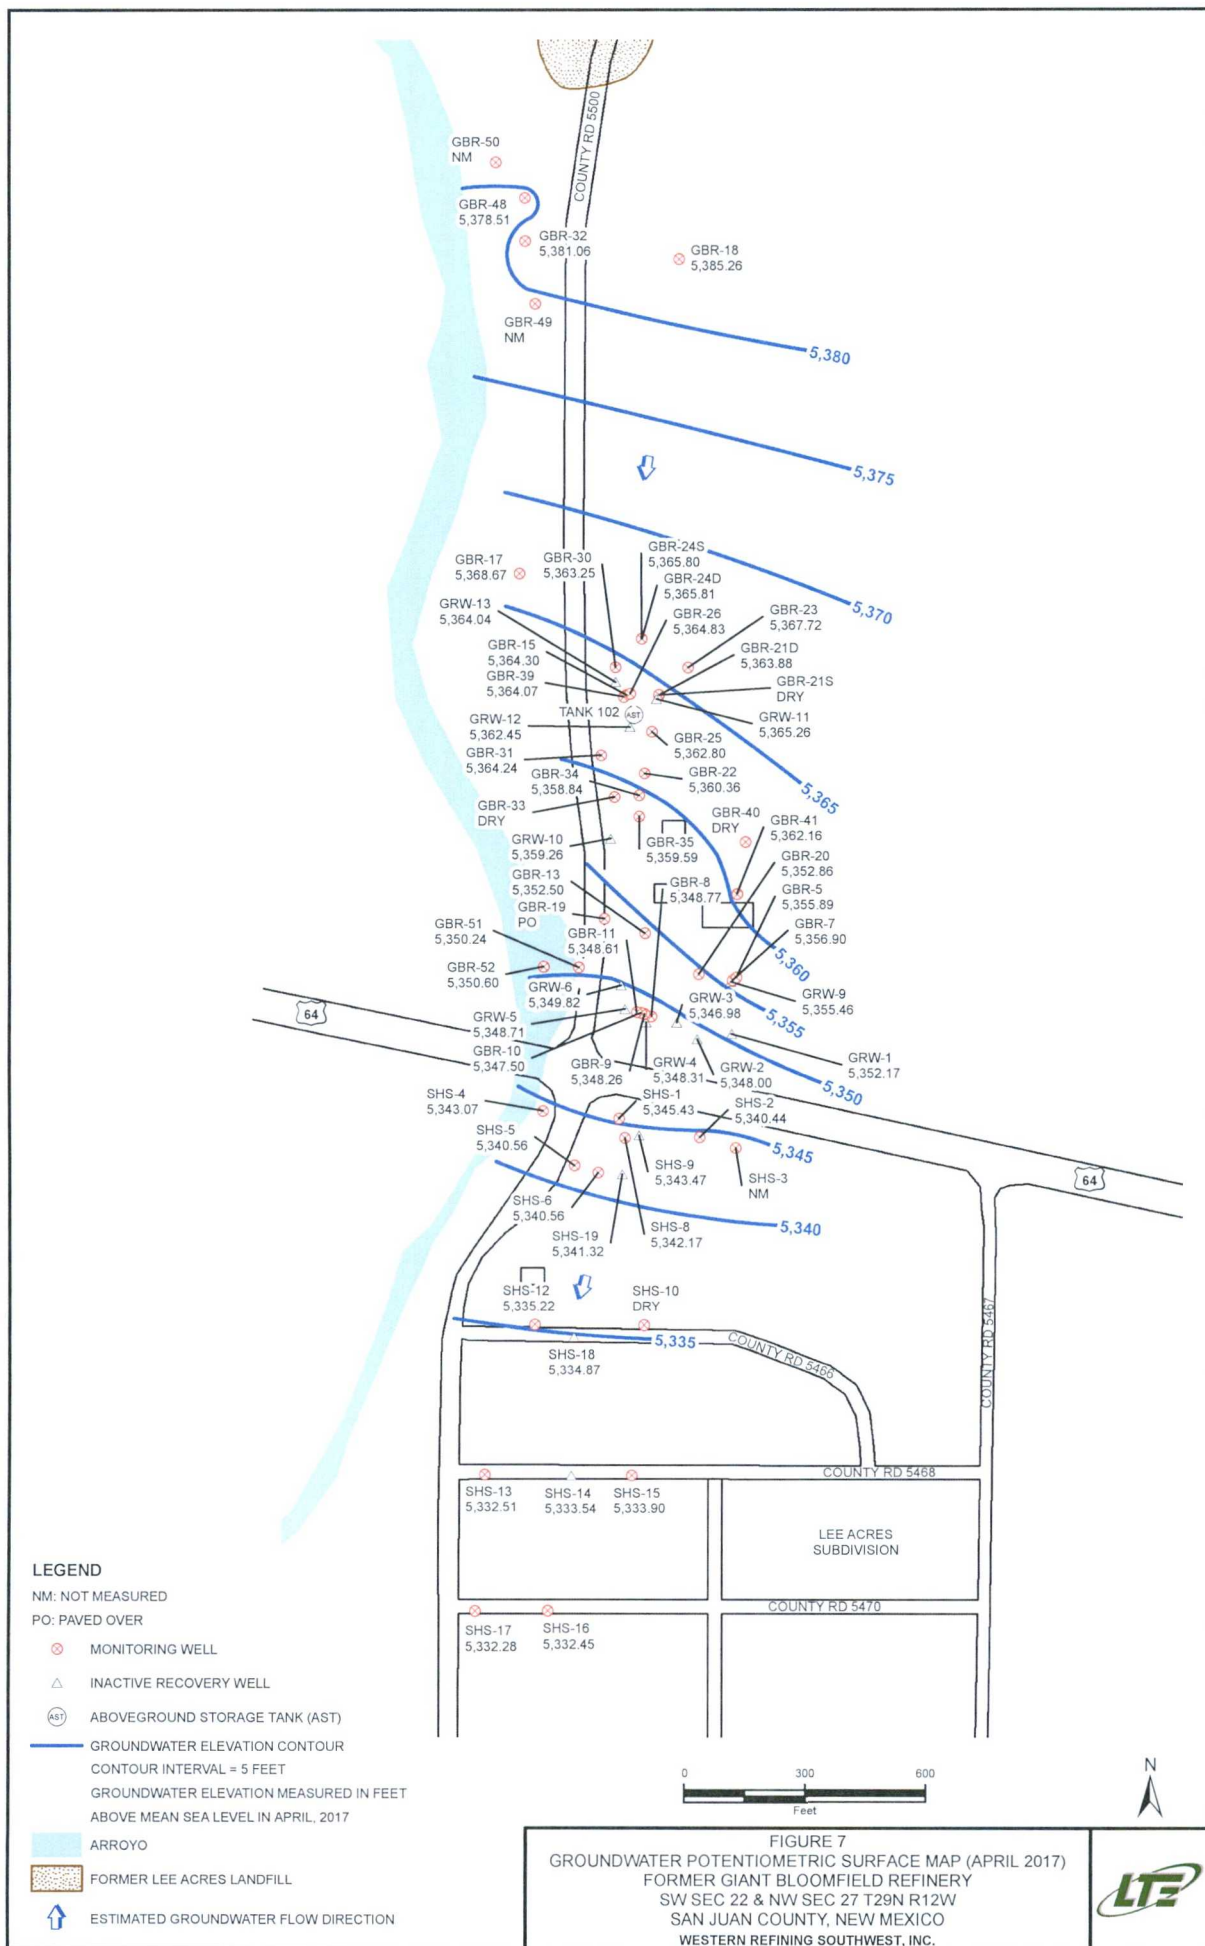 COUNTY RD 5500
GBR-50
NM
GBR-48
5,378.51
GBR-32
5,381.06
GBR-18
5,385.26
GBR-49
NM
5,380
5,375
5,370
GBR-17
5,368.67
GBR-30
5,363.25
GBR-24S
5,365.80
GBR-24D
5,365.81
GBR-26
5,364.83
GBR-23
5,367.72
GRW-13
5,364.04
GBR-15
5,364.30
GBR-39
5,364.07
GBR-21D
5,363.88
GBR-21S
DRY
GRW-11
5,365.26
TANK 102
AST
GRW-12
5,362.45
GBR-25
5,362.80
GBR-31
5,364.24
GBR-34
5,358.84
GBR-22
5,360.36
5,365
GBR-33
DRY
GBR-40
DRY
GBR-41
5,362.16
GRW-10
5,359.26
GBR-35
5,359.59
GBR-20
5,352.86
GBR-13
5,352.50
GBR-8
5,348.77
GBR-5
5,355.89
GBR-19
PO
GBR-7
5,356.90
GBR-51
5,350.24
GBR-11
5,348.61
5,360
GBR-52
5,350.60
GRW-6
5,349.82
GRW-3
5,346.98
GRW-9
5,355.46
5,355
64
GRW-5
5,348.71
GBR-10
5,347.50
GBR-9
5,348.26
GRW-4
5,348.31
GRW-2
5,348.00
GRW-1
5,352.17
5,350
SHS-4
5,343.07
SHS-1
5,345.43
SHS-2
5,340.44
SHS-5
5,340.56
5,345
SHS-9
5,343.47
SHS-3
NM
64
SHS-6
5,340.56
SHS-8
5,342.17
5,340
SHS-19
5,341.32
SHS-12
5,335.22
SHS-10
DRY
5,335
COUNTY RD 5466
COUNTY RD 5467
SHS-18
5,334.87
COUNTY RD 5468
SHS-13
5,332.51
SHS-14
5,333.54
SHS-15
5,333.90
LEE ACRES
SUBDIVISION
COUNTY RD 5470
SHS-17
5,332.28
SHS-16
5,332.45
LEGEND
NM: NOT MEASURED
PO: PAVED OVER
MONITORING WELL
INACTIVE RECOVERY WELL
AST ABOVEGROUND STORAGE TANK (AST)
GROUNDWATER ELEVATION CONTOUR
CONTOUR INTERVAL = 5 FEET
GROUNDWATER ELEVATION MEASURED IN FEET
ABOVE MEAN SEA LEVEL IN APRIL, 2017
ARROYO
FORMER LEE ACRES LANDFILL
ESTIMATED GROUNDWATER FLOW DIRECTION
0 300 600
Feet
N
FIGURE 7
GROUNDWATER POTENTIOMETRIC SURFACE MAP (APRIL 2017)
FORMER GIANT BLOOMFIELD REFINERY
SW SEC 22 & NW SEC 27 T29N R12W
SAN JUAN COUNTY, NEW MEXICO
WESTERN REFINING SOUTHWEST, INC.
LTE